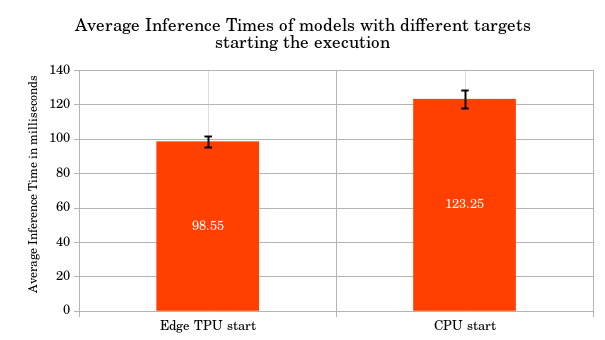 Average Inference Times of models with different targets
starting the execution
Average Inference Time in milliseconds
140
120
100
80
60
40
20
0
98.55
123.25
Edge TPU start
CPU start